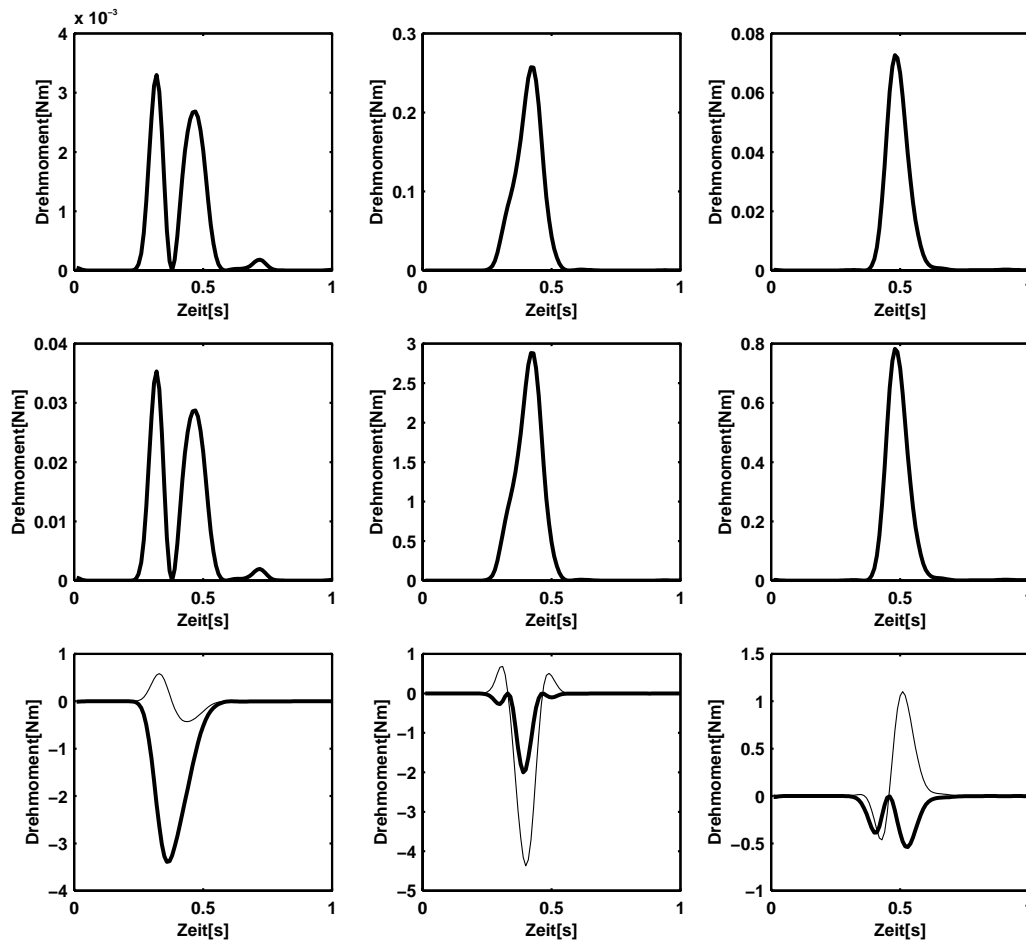 x 10⁻³
4
3
2
1
0
Drehmoment[Nm]
0 0.5 1
Zeit[s]
0.3
0.2
0.1
0
Drehmoment[Nm]
0 0.5 1
Zeit[s]
0.08
0.06
0.04
0.02
0
Drehmoment[Nm]
0 0.5 1
Zeit[s]
0.04
0.03
0.02
0.01
0
Drehmoment[Nm]
0 0.5 1
Zeit[s]
3
2.5
2
1.5
1
0.5
0
Drehmoment[Nm]
0 0.5 1
Zeit[s]
0.8
0.6
0.4
0.2
0
Drehmoment[Nm]
0 0.5 1
Zeit[s]
1
0
−1
−2
−3
−4
Drehmoment[Nm]
0 0.5 1
Zeit[s]
1
0
−1
−2
−3
−4
−5
Drehmoment[Nm]
0 0.5 1
Zeit[s]
1.5
1
0.5
0
−0.5
−1
Drehmoment[Nm]
0 0.5 1
Zeit[s]